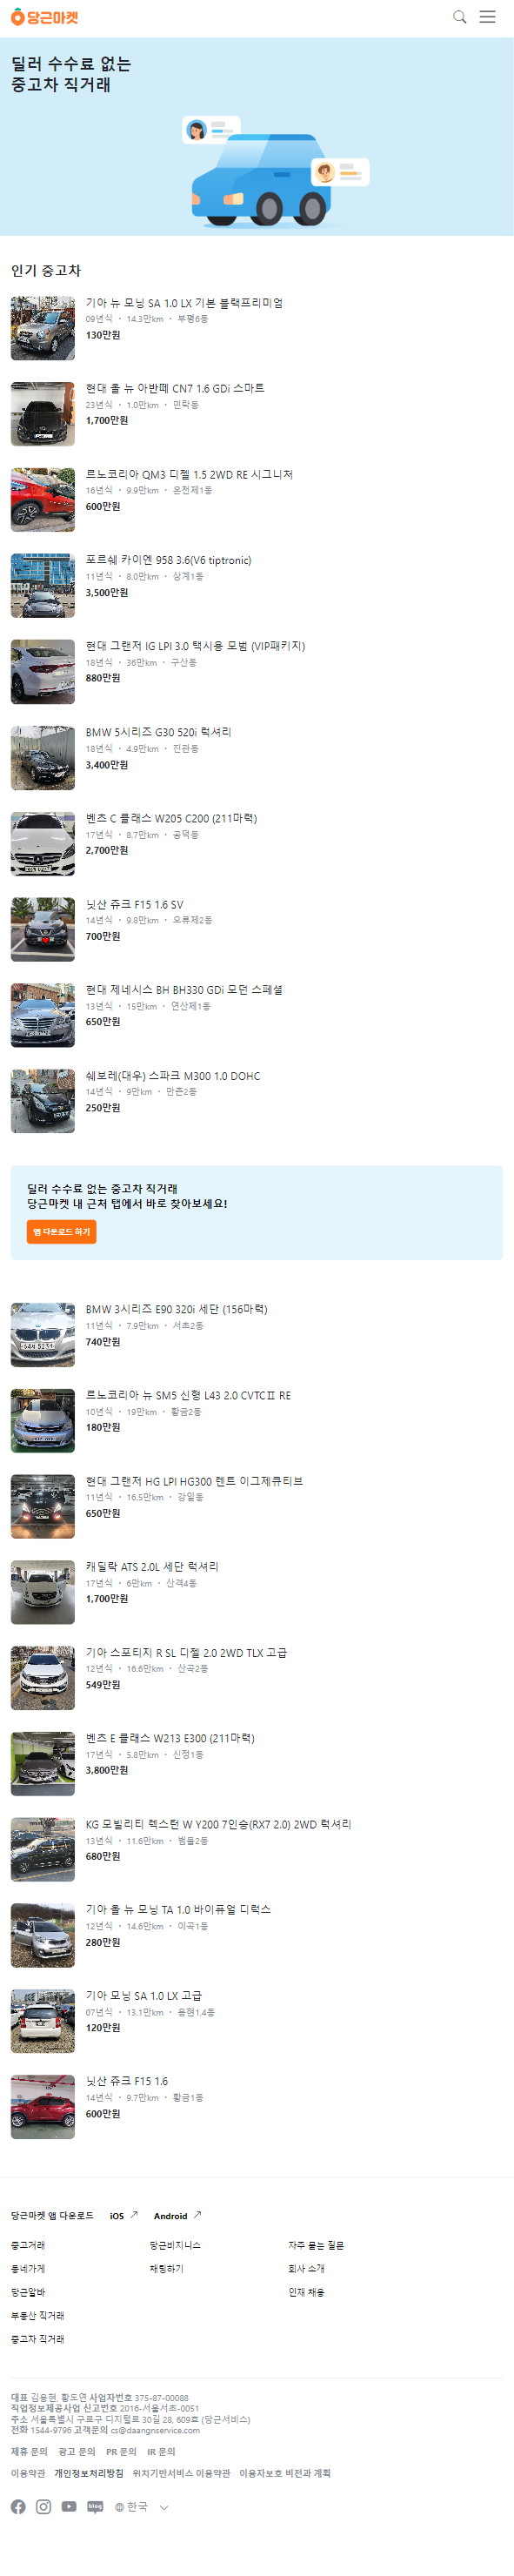 당근마켓
딜러 수수료 없는
중고차 직거래
인기 중고차
기아 뉴 모닝 SA 1.0 LX 기본 블랙프리미엄
09년식 · 14.3만km · 부평6동
130만원
현대 올 뉴 아반떼 CN7 1.6 GDi 스마트
23년식 · 1.0만km · 민락동
1,700만원
르노코리아 QM3 디젤 1.5 2WD RE 시그니처
16년식 · 9.9만km · 온천제1동
600만원
포르쉐 카이엔 958 3.6(V6 tiptronic)
11년식 · 8.0만km · 상계1동
3,500만원
현대 그랜저 IG LPI 3.0 택시용 모범 (VIP패키지)
18년식 · 36만km · 구산동
880만원
BMW 5시리즈 G30 520i 럭셔리
18년식 · 4.9만km · 진관동
3,400만원
벤츠 C 클래스 W205 C200 (211마력)
17년식 · 8.7만km · 공덕동
2,700만원
닛산 쥬크 F15 1.6 SV
14년식 · 9.8만km · 오류제2동
700만원
현대 제네시스 BH BH330 GDi 모던 스페셜
13년식 · 15만km · 연산제1동
650만원
쉐보레(대우) 스파크 M300 1.0 DOHC
14년식 · 9만km · 만촌2동
250만원
딜러 수수료 없는 중고차 직거래
당근마켓 내 근처 탭에서 바로 찾아보세요!
앱 다운로드 하기
BMW 3시리즈 E90 320i 세단 (156마력)
11년식 · 7.9만km · 서초2동
740만원
르노코리아 뉴 SM5 신형 L43 2.0 CVTCⅡ RE
10년식 · 19만km · 황금2동
180만원
현대 그랜저 HG LPI HG300 렌트 이그제큐티브
11년식 · 16.5만km · 강일동
650만원
캐딜락 ATS 2.0L 세단 럭셔리
17년식 · 6만km · 산격4동
1,700만원
기아 스포티지 R SL 디젤 2.0 2WD TLX 고급
12년식 · 16.6만km · 산곡2동
549만원
벤츠 E 클래스 W213 E300 (211마력)
17년식 · 5.8만km · 신정1동
3,800만원
KG 모빌리티 렉스턴 W Y200 7인승(RX7 2.0) 2WD 럭셔리
13년식 · 11.6만km · 범물2동
680만원
기아 올 뉴 모닝 TA 1.0 바이퓨얼 디럭스
12년식 · 14.6만km · 이곡1동
280만원
기아 모닝 SA 1.0 LX 고급
07년식 · 13.1만km · 용현1,4동
120만원
닛산 쥬크 F15 1.6
14년식 · 9.7만km · 황금1동
600만원
당근마켓 앱 다운로드 iOS Android
중고거래 당근비지니스 자주 묻는 질문
동네가게 채팅하기 회사 소개
당근알바 인재 채용
부동산 직거래
중고차 직거래
대표 김용현, 황도연 사업자번호 375-87-00088
직업정보제공사업 신고번호 2016-서울서초-0051
주소 서울특별시 구로구 디지털로 30길 28, 609호 (당근서비스)
전화 1544-9796 고객문의 cs@daangnservice.com
제휴 문의 광고 문의 PR 문의 IR 문의
이용약관 개인정보처리방침 위치기반서비스 이용약관 이용자보호 비전과 계획
blog 한국